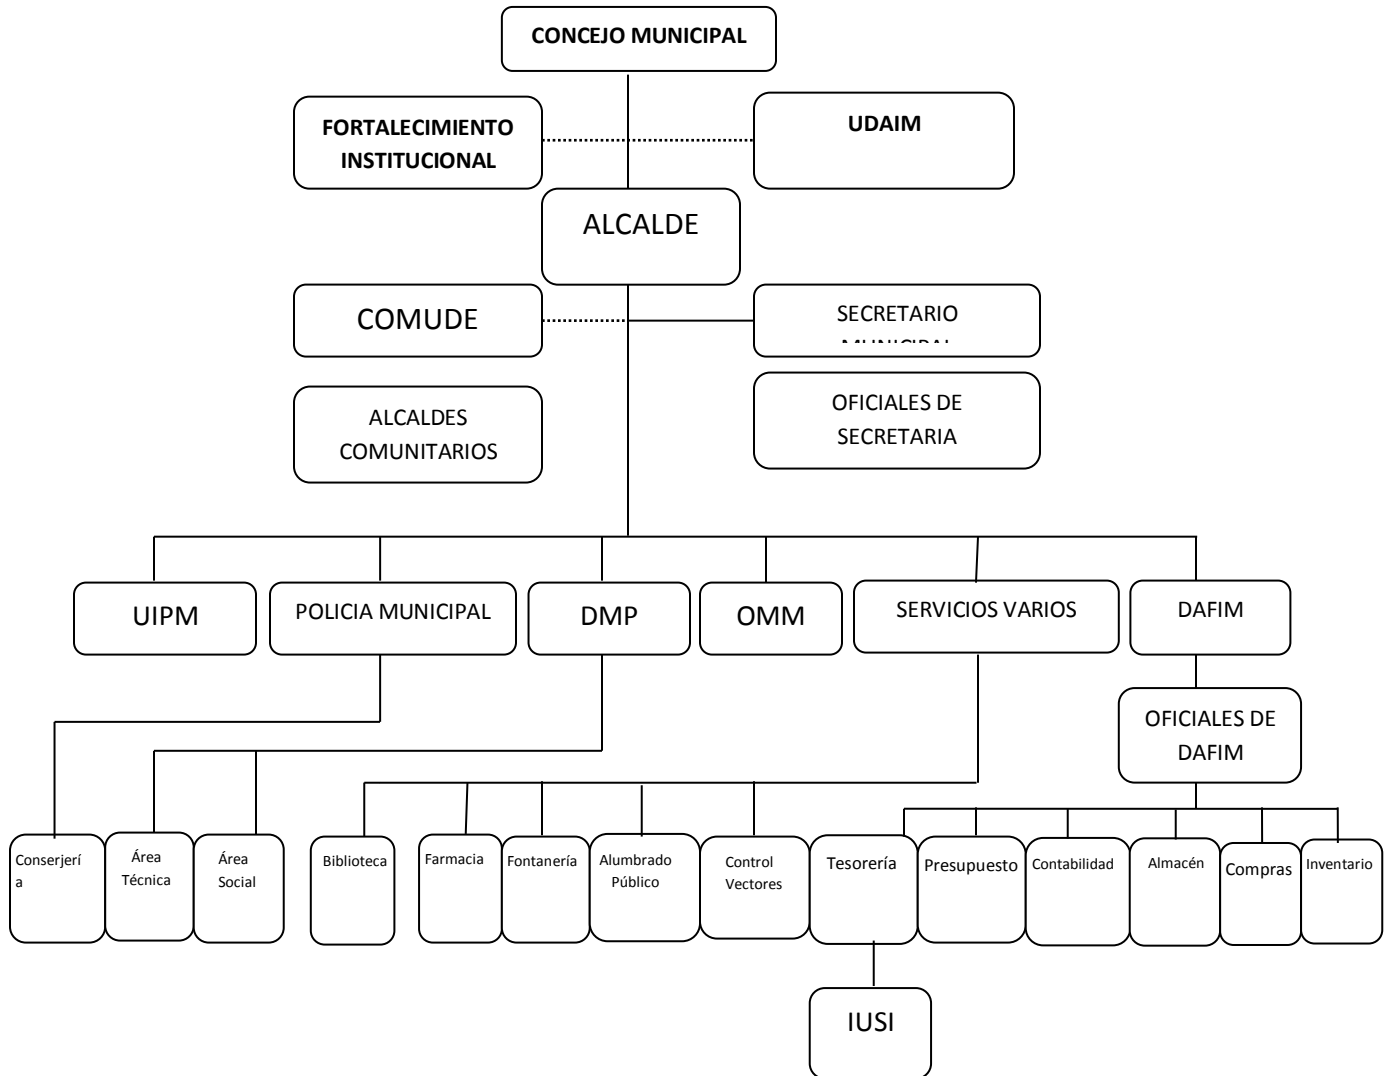 CONCEJO MUNICIPAL
FORTALECIMIENTO
INSTITUCIONAL
UDAIM
ALCALDE
COMUDE
SECRETARIO
MUNICIPAL
ALCALDES
COMUNITARIOS
OFICIALES DE
SECRETARIA
UIPM
POLICIA MUNICIPAL
DMP
OMM
SERVICIOS VARIOS
DAFIM
OFICIALES DE
DAFIM
Conserjerí
a
Área
Técnica
Área
Social
Biblioteca
Farmacia
Fontanería
Alumbrado
Público
Control
Vectores
Tesorería
Presupuesto
Contabilidad
Almacén
Compras
Inventario
IUSI